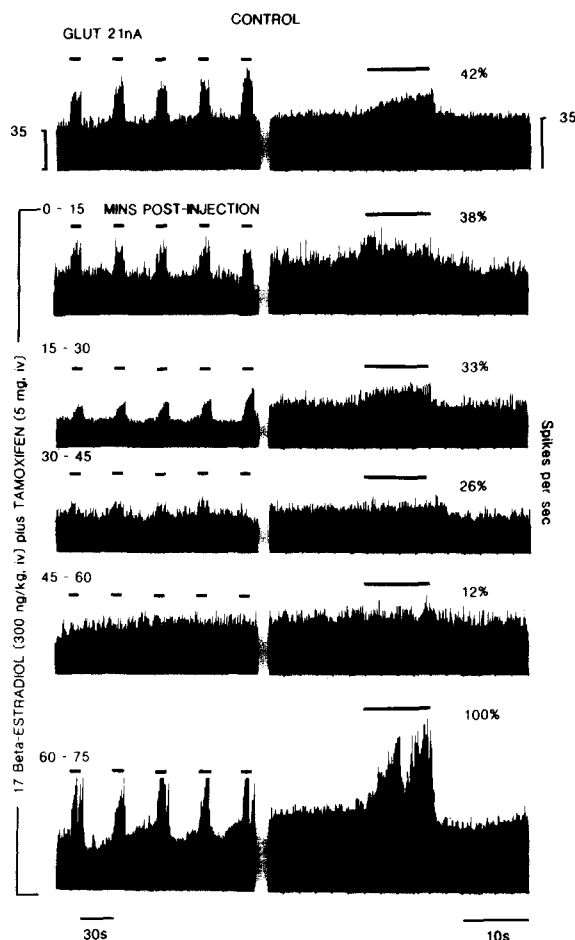 CONTROL
GLUT 21nA
42%
35
35
0 - 15 MINS POST-INJECTION
38%
15 - 30
33%
30 - 45
26%
45 - 60
12%
60 - 75
100%
17 Beta-ESTRADIOL (300 ng/kg, iv) plus TAMOXIFEN (5 mg, iv)
Spikes per sec
30s
10s